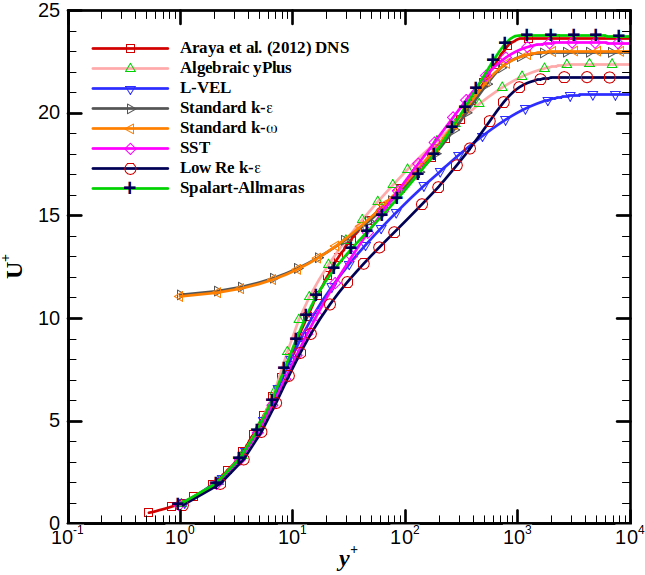 25
Araya et al. (2012) DNS
Algebraic yPlus
L-VEL
Standard k-ε
Standard k-ω
SST
Low Re k-ε
Spalart-Allmaras
20
15
U⁺
10
5
0
10⁻¹ 10⁰ 10¹ 10² 10³ 10⁴
y⁺